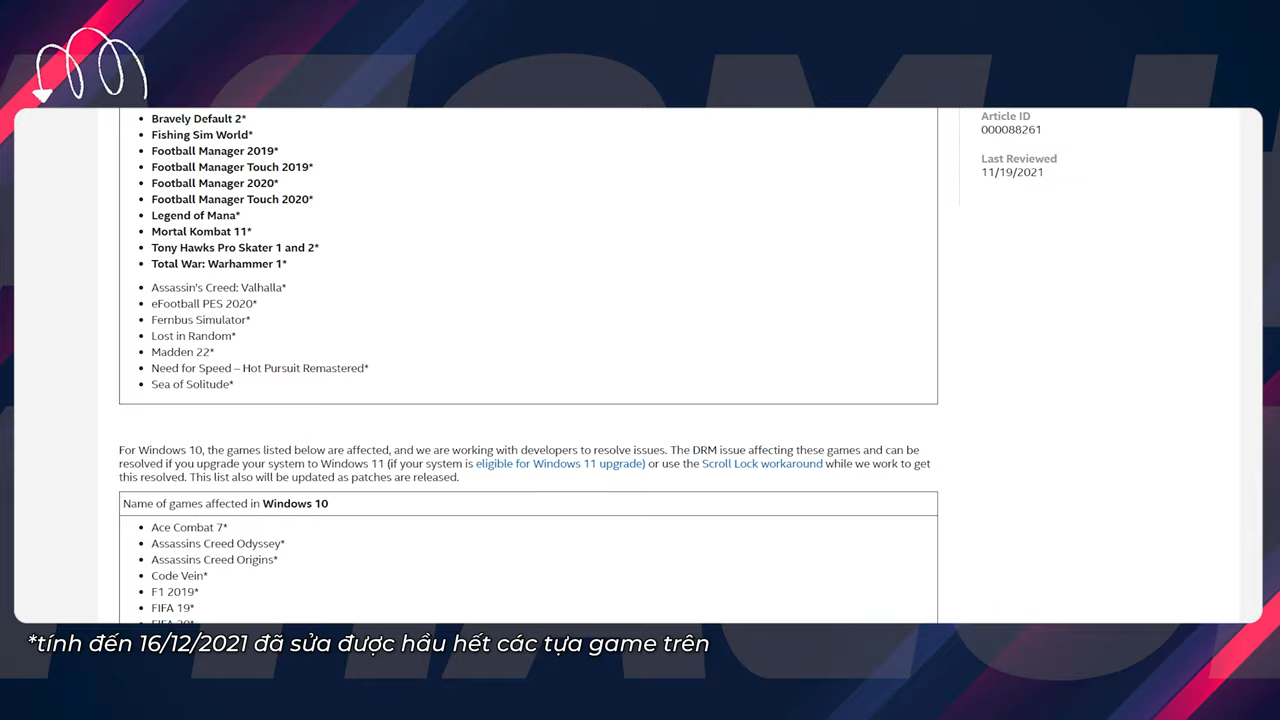 Bravely Default 2*
Fishing Sim World*
Football Manager 2019*
Football Manager Touch 2019*
Football Manager 2020*
Football Manager Touch 2020*
Legend of Mana*
Mortal Kombat 11*
Tony Hawks Pro Skater 1 and 2*
Total War: Warhammer 1*
Assassin's Creed: Valhalla*
eFootball PES 2020*
Fernbus Simulator*
Lost in Random*
Madden 22*
Need for Speed – Hot Pursuit Remastered*
Sea of Solitude*
Article ID
000088261
Last Reviewed
11/19/2021
For Windows 10, the games listed below are affected, and we are working with developers to resolve issues. The DRM issue affecting these games and can be
resolved if you upgrade your system to Windows 11 (if your system is eligible for Windows 11 upgrade) or use the Scroll Lock workaround while we work to get
this resolved. This list also will be updated as patches are released.
Name of games affected in Windows 10
Ace Combat 7*
Assassins Creed Odyssey*
Assassins Creed Origins*
Code Vein*
F1 2019*
FIFA 19*
FIFA 20*
*tính đến 16/12/2021 đã sửa được hầu hết các tựa game trên